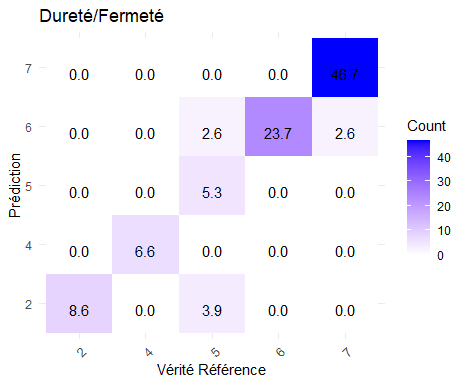 Dureté/Fermeté
7 0.0 0.0 0.0 0.0 46.7
6 0.0 0.0 2.6 23.7 2.6
5 0.0 0.0 5.3 0.0 0.0
4 0.0 6.6 0.0 0.0 0.0
2 8.6 0.0 3.9 0.0 0.0
2 4 5 6 7
Vérité Référence
Prédiction
Count
40
30
20
10
0